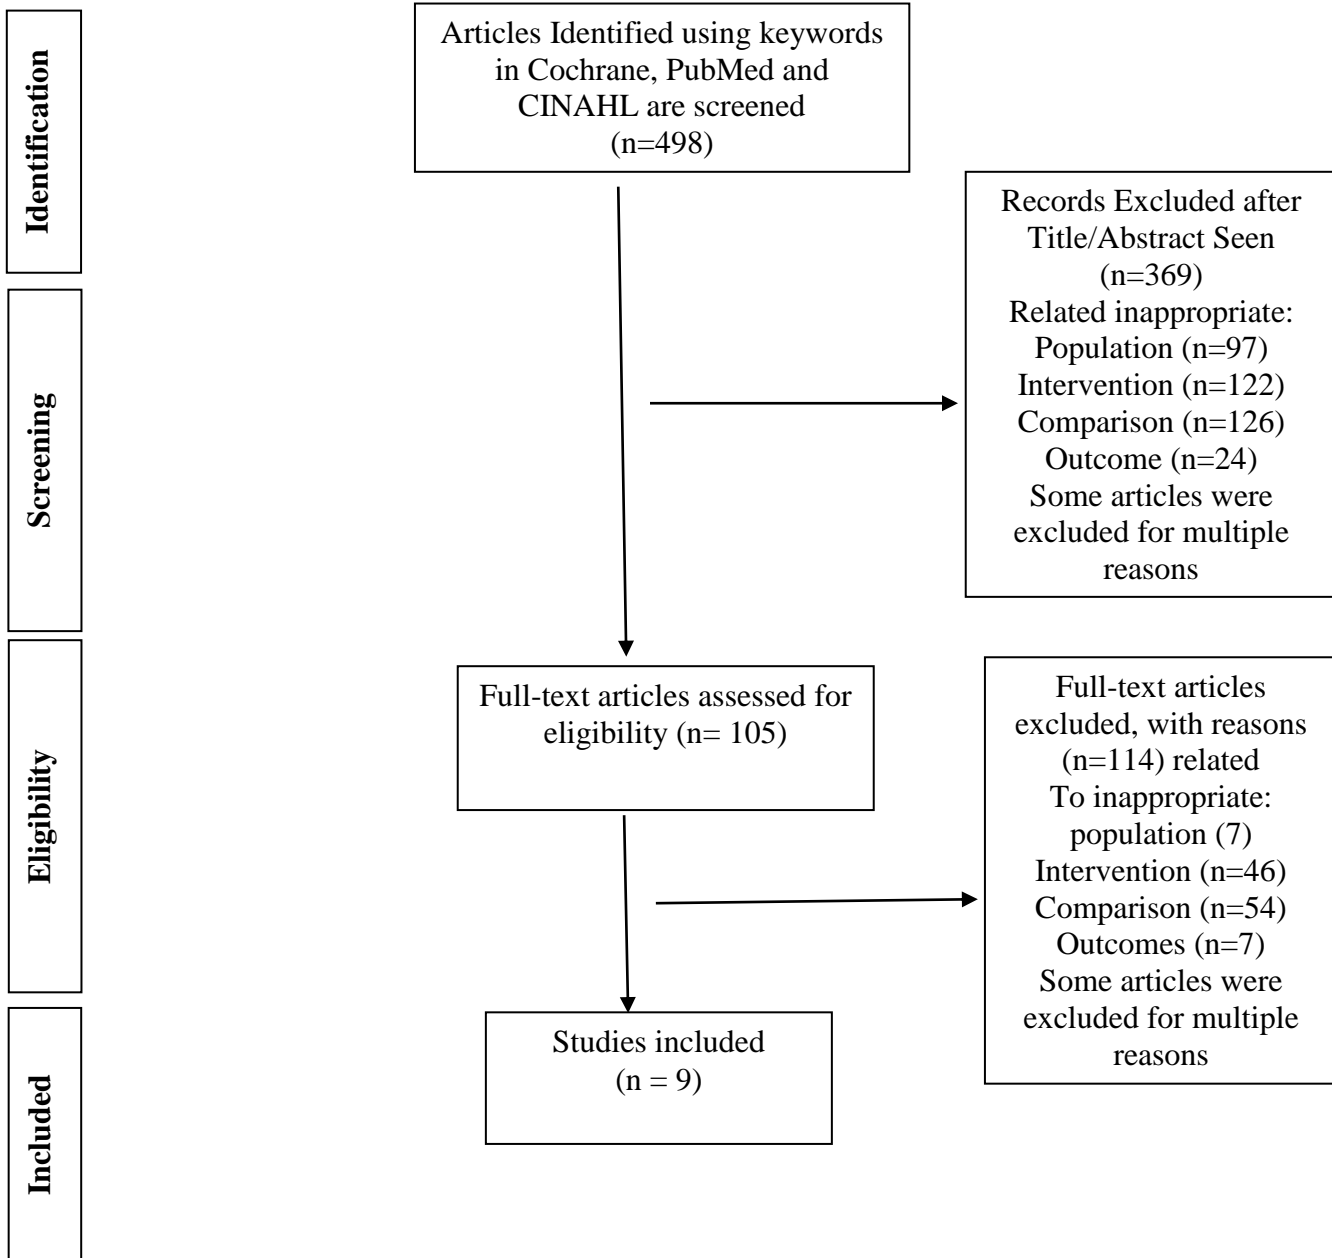 Identification
Articles Identified using keywords
in Cochrane, PubMed and
CINAHL are screened
(n=498)
Records Excluded after
Title/Abstract Seen
(n=369)
Related inappropriate:
Population (n=97)
Intervention (n=122)
Comparison (n=126)
Outcome (n=24)
Some articles were
excluded for multiple
reasons
Screening
Full-text articles assessed for
eligibility (n= 105)
Eligibility
Full-text articles
excluded, with reasons
(n=114) related
To inappropriate:
population (7)
Intervention (n=46)
Comparison (n=54)
Outcomes (n=7)
Some articles were
excluded for multiple
reasons
Studies included
(n = 9)
Included